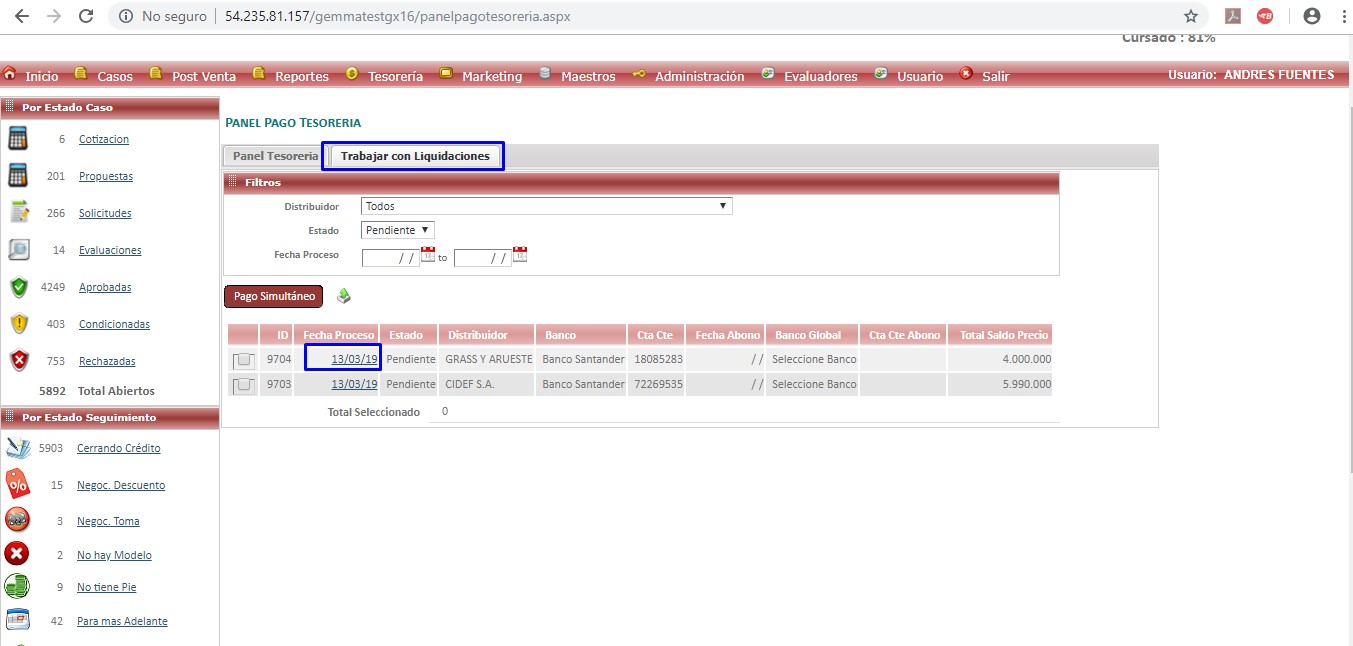 No seguro | 54.235.81.157/gemmatestgx16/panelpagotesoreria.aspx
Cursado : 81%
Inicio Casos Post Venta Reportes Tesorería Marketing Maestros Administración Evaluadores Usuario Salir Usuario: ANDRES FUENTES
Por Estado Caso
6 Cotizacion
201 Propuestas
266 Solicitudes
14 Evaluaciones
4249 Aprobadas
403 Condicionadas
753 Rechazadas
5892 Total Abiertos
Por Estado Seguimiento
5903 Cerrando Crédito
15 Negoc. Descuento
3 Negoc. Toma
2 No hay Modelo
9 No tiene Pie
42 Para mas Adelante
PANEL PAGO TESORERIA
Panel Tesoreria Trabajar con Liquidaciones
Filtros
Distribuidor Todos
Estado Pendiente
Fecha Proceso / / to / /
Pago Simultáneo
ID Fecha Proceso Estado Distribuidor Banco Cta Cte Fecha Abono Banco Global Cta Cte Abono Total Saldo Precio
9704 13/03/19 Pendiente GRASS Y ARUESTE Banco Santander 18085283 / / Seleccione Banco 4.000.000
9703 13/03/19 Pendiente CIDEF S.A. Banco Santander 72269535 / / Seleccione Banco 5.990.000
Total Seleccionado 0